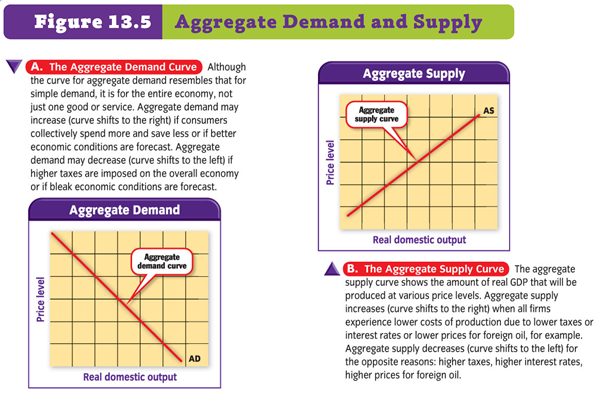 Figure 13.5 Aggregate Demand and Supply
A. The Aggregate Demand Curve Although
the curve for aggregate demand resembles that for
simple demand, it is for the entire economy, not
just one good or service. Aggregate demand may
increase (curve shifts to the right) if consumers
collectively spend more and save less or if better
economic conditions are forecast. Aggregate
demand may decrease (curve shifts to the left) if
higher taxes are imposed on the overall economy
or if bleak economic conditions are forecast.
Aggregate Demand
Price level
Aggregate
demand curve
AD
Real domestic output
Aggregate Supply
Price level
Aggregate
supply curve
AS
Real domestic output
B. The Aggregate Supply Curve The aggregate
supply curve shows the amount of real GDP that will be
produced at various price levels. Aggregate supply
increases (curve shifts to the right) when all firms
experience lower costs of production due to lower taxes or
interest rates or lower prices for foreign oil, for example.
Aggregate supply decreases (curve shifts to the left) for
the opposite reasons: higher taxes, higher interest rates,
higher prices for foreign oil.